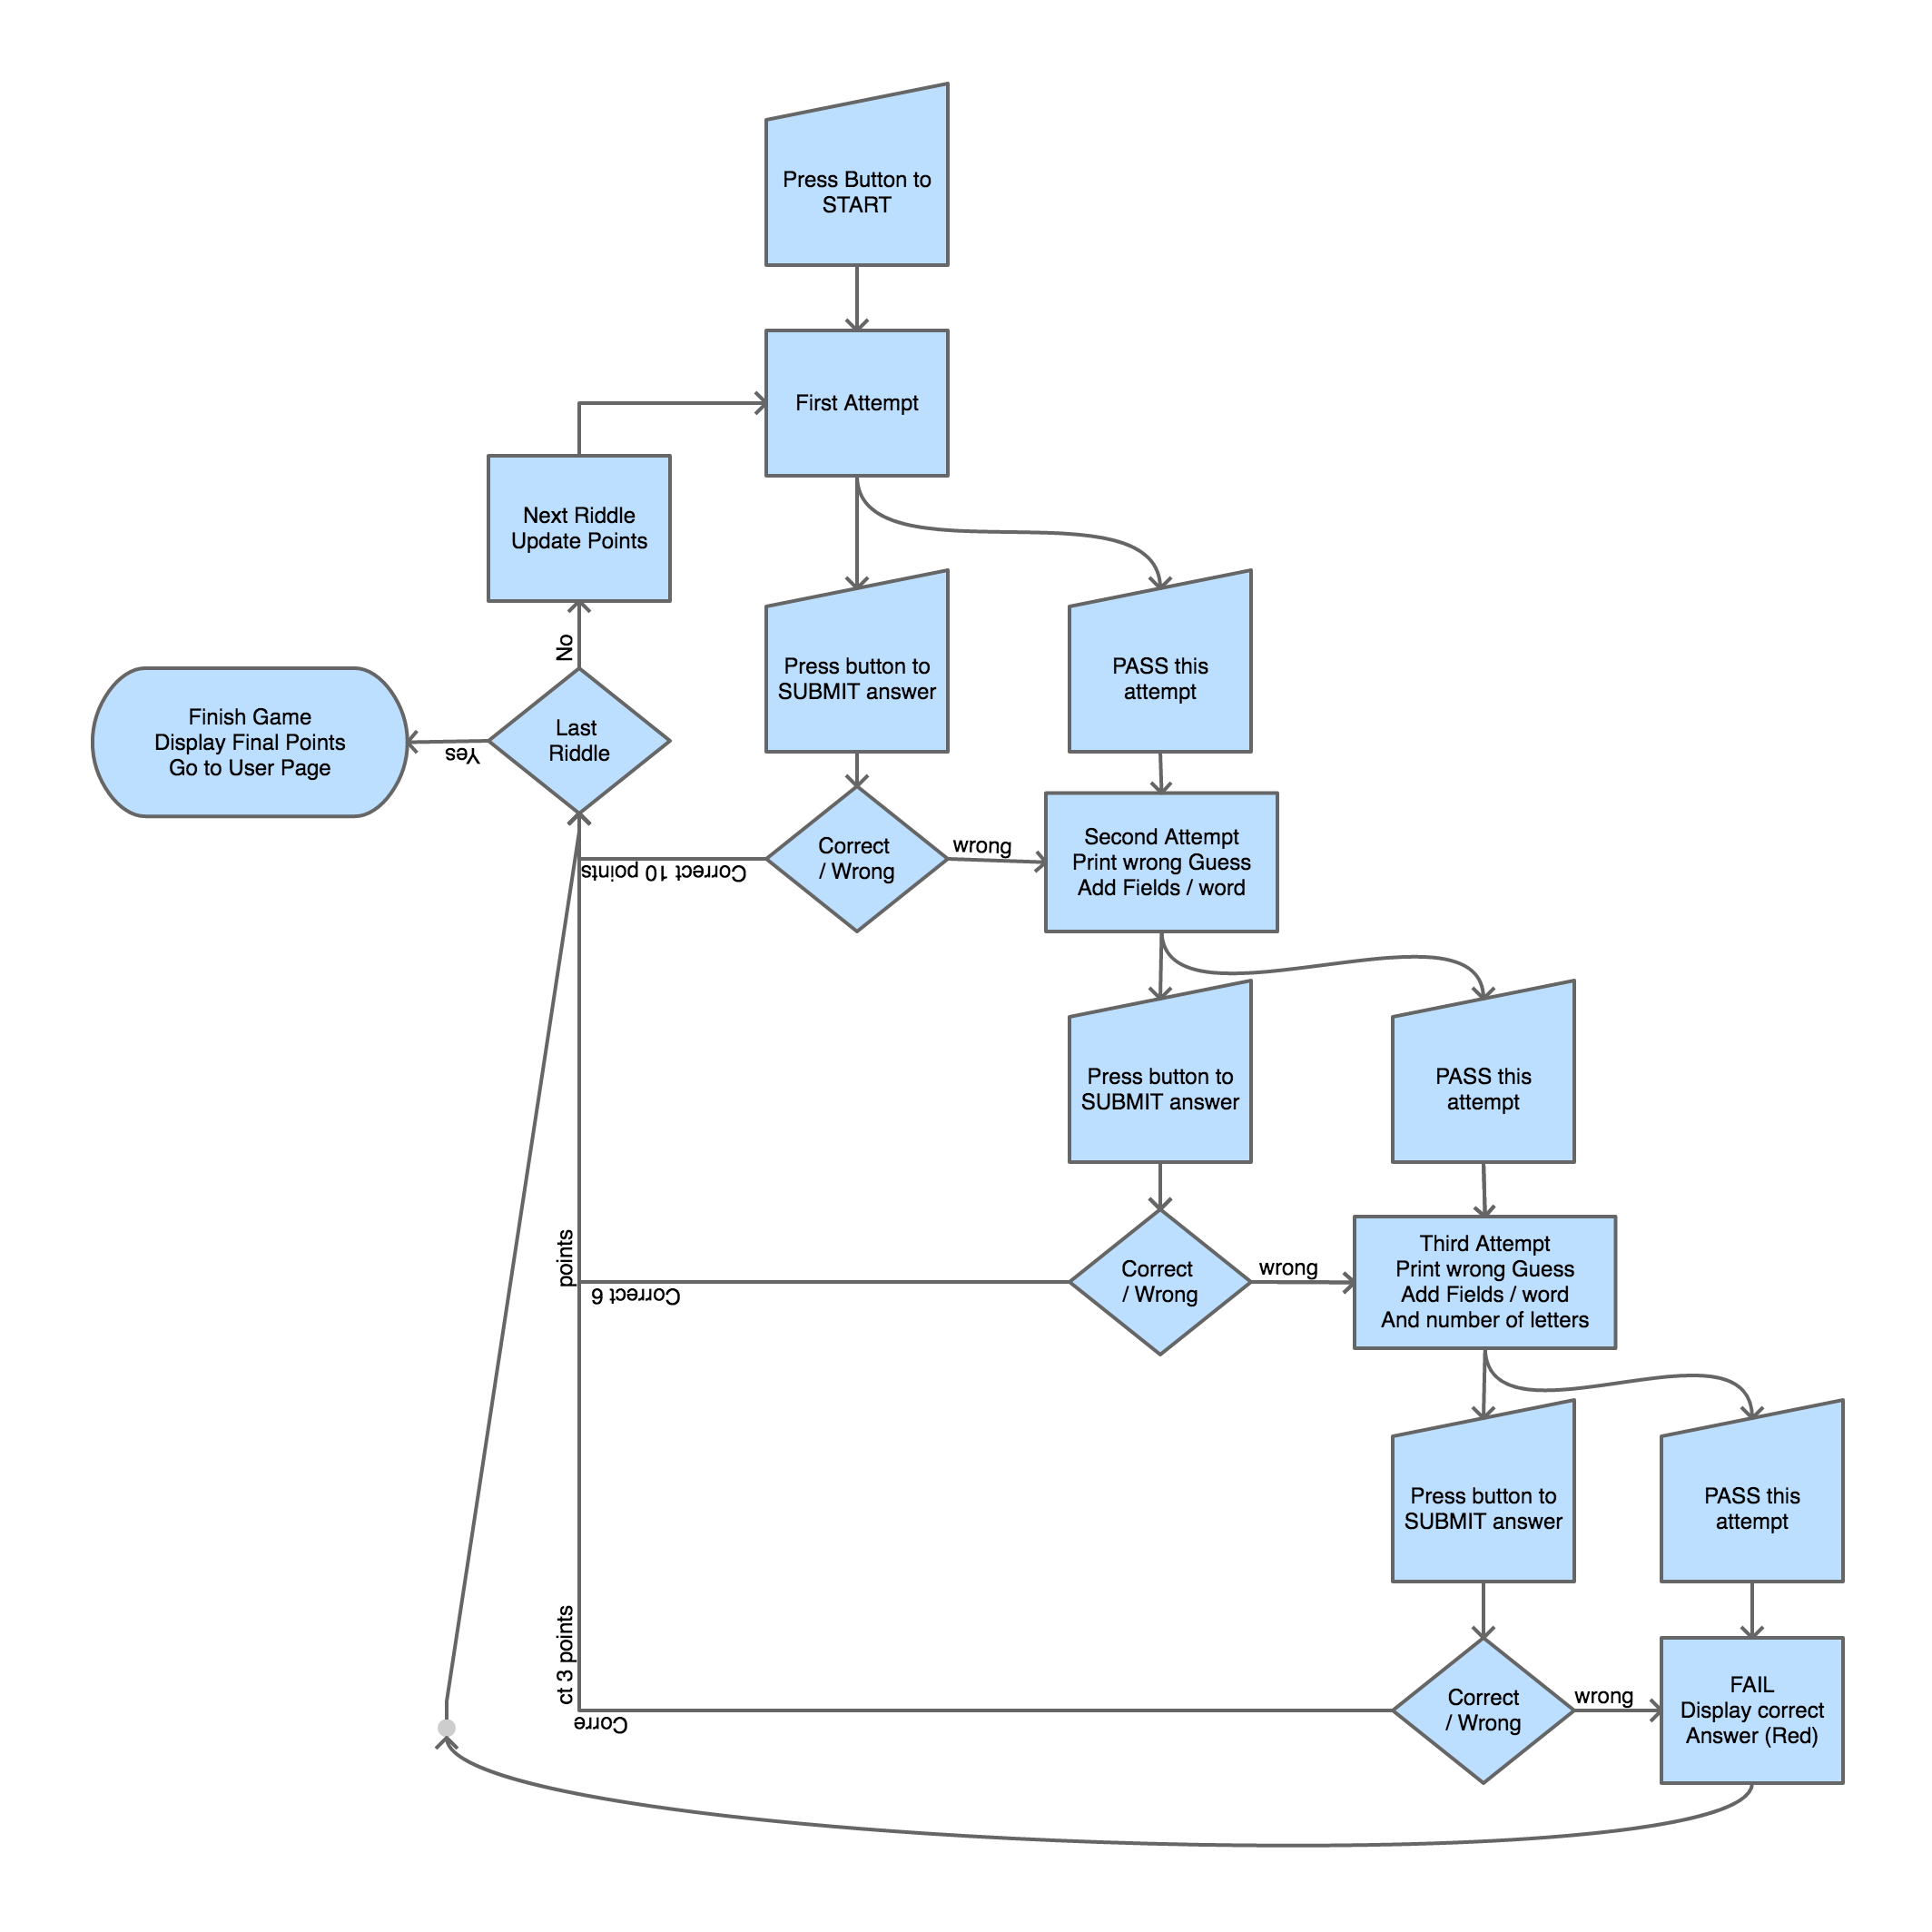 Press Button to
START
First Attempt
Next Riddle
Update Points
No
Press button to
SUBMIT answer
PASS this
attempt
Finish Game
Display Final Points
Go to User Page
Yes
Last
Riddle
Correct
/ Wrong
wrong
Correct 10 points
Second Attempt
Print wrong Guess
Add Fields / word
Press button to
SUBMIT answer
PASS this
attempt
Correct 6
points
Correct
/ Wrong
wrong
Third Attempt
Print wrong Guess
Add Fields / word
And number of letters
Press button to
SUBMIT answer
PASS this
attempt
Corre
ct 3 points
Correct
/ Wrong
wrong
FAIL
Display correct
Answer (Red)